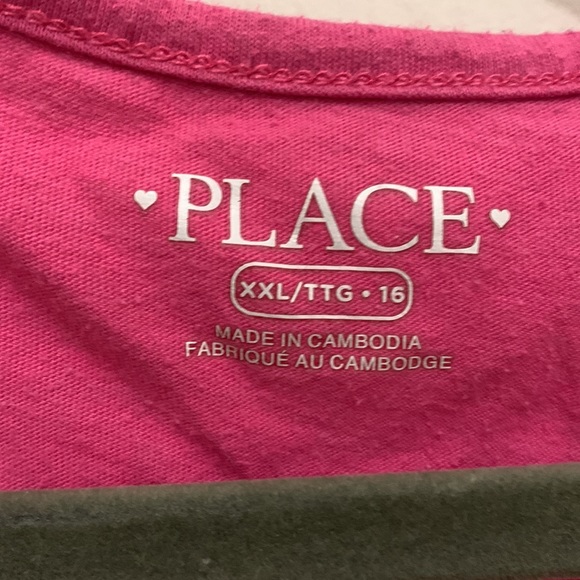 PLACE
XXL/TTG • 16
MADE IN CAMBODIA
FABRIQUÉ AU CAMBODGE